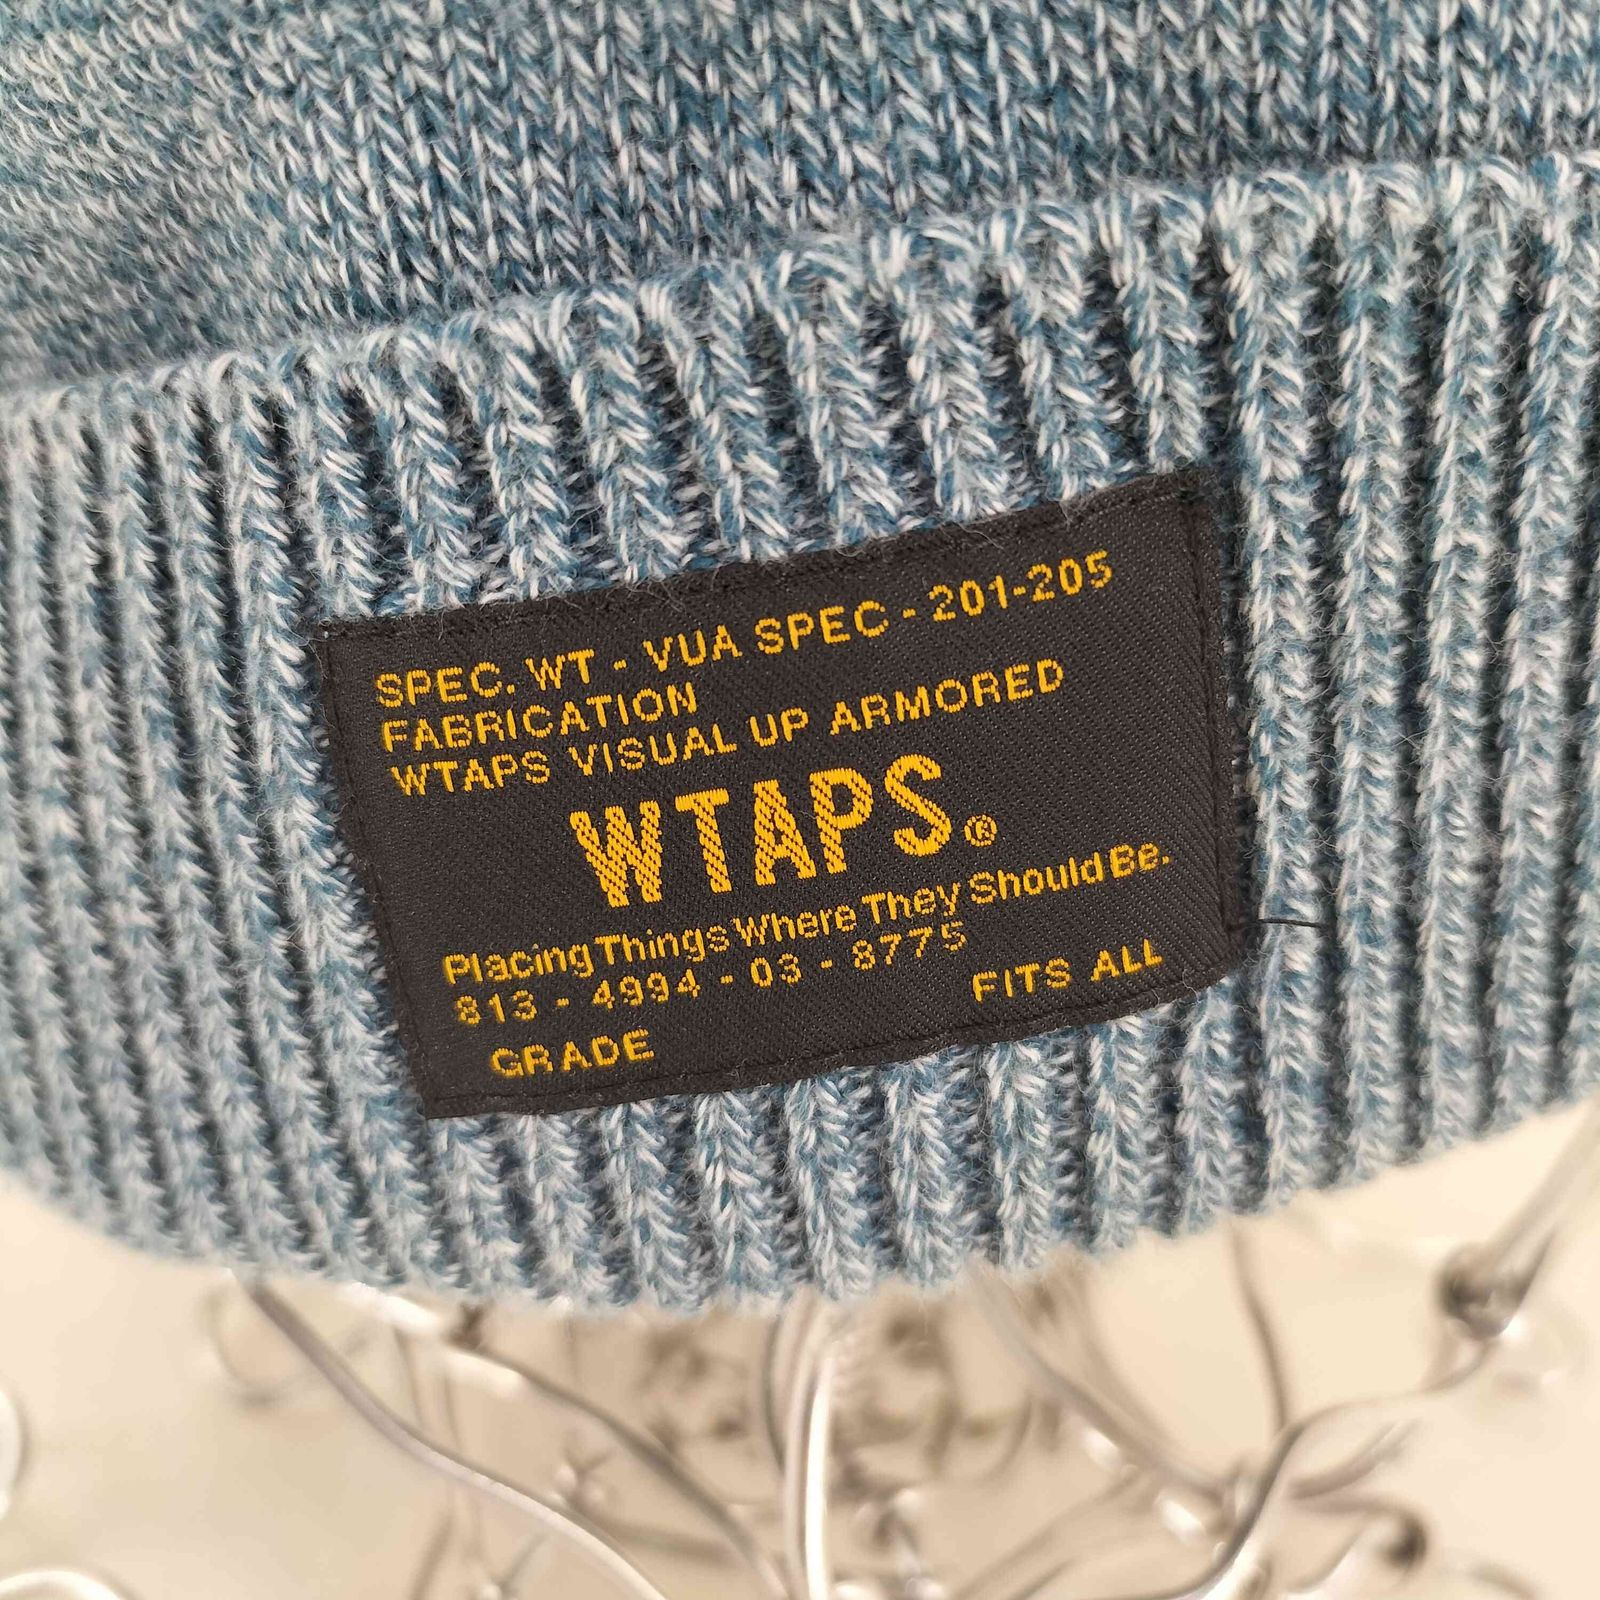 SPEC. WT - VUA SPEC - 201-205
FABRICATION
WTAPS VISUAL UP ARMORED
WTAPS®
Placing Things Where They Should Be.
813 - 4994 - 03 - 8775
FITS ALL
GRADE